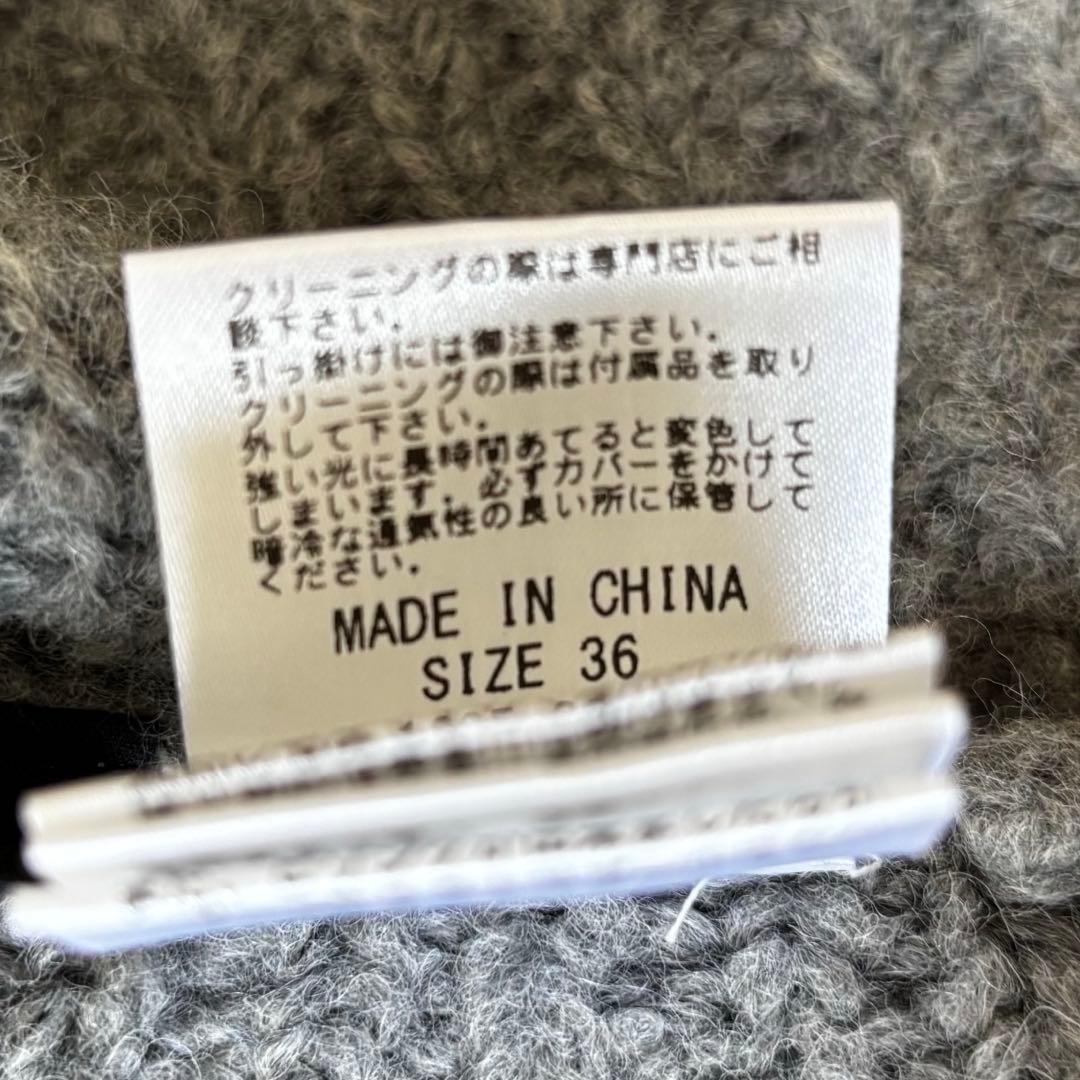 クリーニングの際は専門店にご相
談下さい.
引っ掛けには御注意下さい.
クリーニングの際は付属品を取り
外して下さい.
強い光に長時間あてると変色して
しまいます.必ずカバーをかけて
暗冷な通気性の良い所に保管して
ください.
MADE IN CHINA
SIZE 36